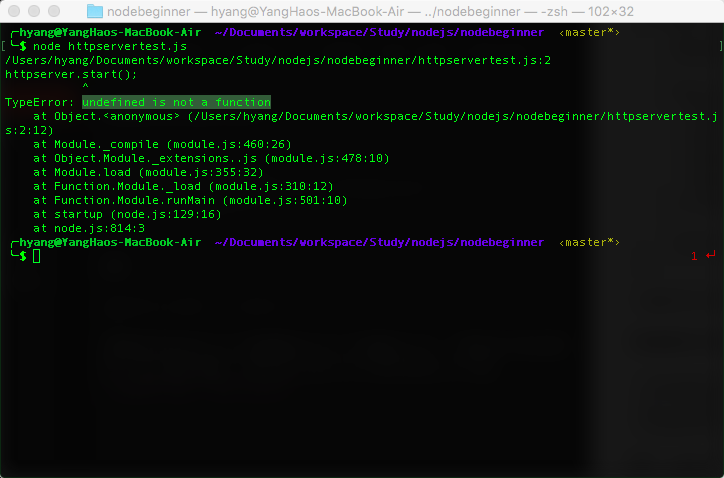 nodebeginner — hyang@YangHaos-MacBook-Air — ../nodebeginner — -zsh — 102×32
╭─hyang@YangHaos-MacBook-Air ~/Documents/workspace/Study/nodejs/nodebeginner ‹master*›
[╰─$ node httpservertest.js ]
/Users/hyang/Documents/workspace/Study/nodejs/nodebeginner/httpservertest.js:2
httpserver.start();
           ^
TypeError: undefined is not a function
    at Object.<anonymous> (/Users/hyang/Documents/workspace/Study/nodejs/nodebeginner/httpservertest.j
s:2:12)
    at Module._compile (module.js:460:26)
    at Object.Module._extensions..js (module.js:478:10)
    at Module.load (module.js:355:32)
    at Function.Module._load (module.js:310:12)
    at Function.Module.runMain (module.js:501:10)
    at startup (node.js:129:16)
    at node.js:814:3
╭─hyang@YangHaos-MacBook-Air ~/Documents/workspace/Study/nodejs/nodebeginner ‹master*›
╰─$ 1 ↵